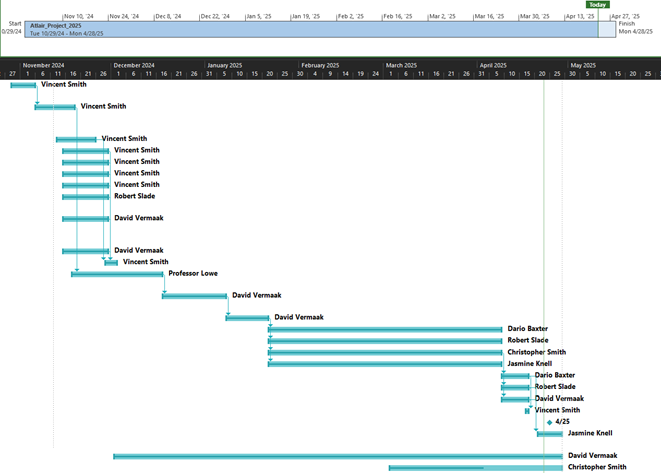 Today
Nov 10, '24 Nov 24, '24 Dec 8, '24 Dec 22, '24 Jan 5, '25 Jan 19, '25 Feb 2, '25 Feb 16, '25 Mar 2, '25 Mar 16, '25 Mar 30, '25 Apr 13, '25 Apr 27, '25
Start Atlair_Project_2025 Finish
0/29/24 Tue 10/29/24 - Mon 4/28/25 Mon 4/28/25
November 2024 December 2024 January 2025 February 2025 March 2025 April 2025 May 2025
27 1 6 11 16 21 26 1 6 11 16 21 26 31 5 10 15 20 25 30 4 9 14 19 24 1 6 11 16 21 26 31 5 10 15 20 25 30 5 10 15 20 25
Vincent Smith
Vincent Smith
Vincent Smith
Vincent Smith
Vincent Smith
Vincent Smith
Vincent Smith
Robert Slade
David Vermaak
David Vermaak
Vincent Smith
Professor Lowe
David Vermaak
David Vermaak
Dario Baxter
Robert Slade
Christopher Smith
Jasmine Knell
Dario Baxter
Robert Slade
David Vermaak
Vincent Smith
4/25
Jasmine Knell
David Vermaak
Christopher Smith